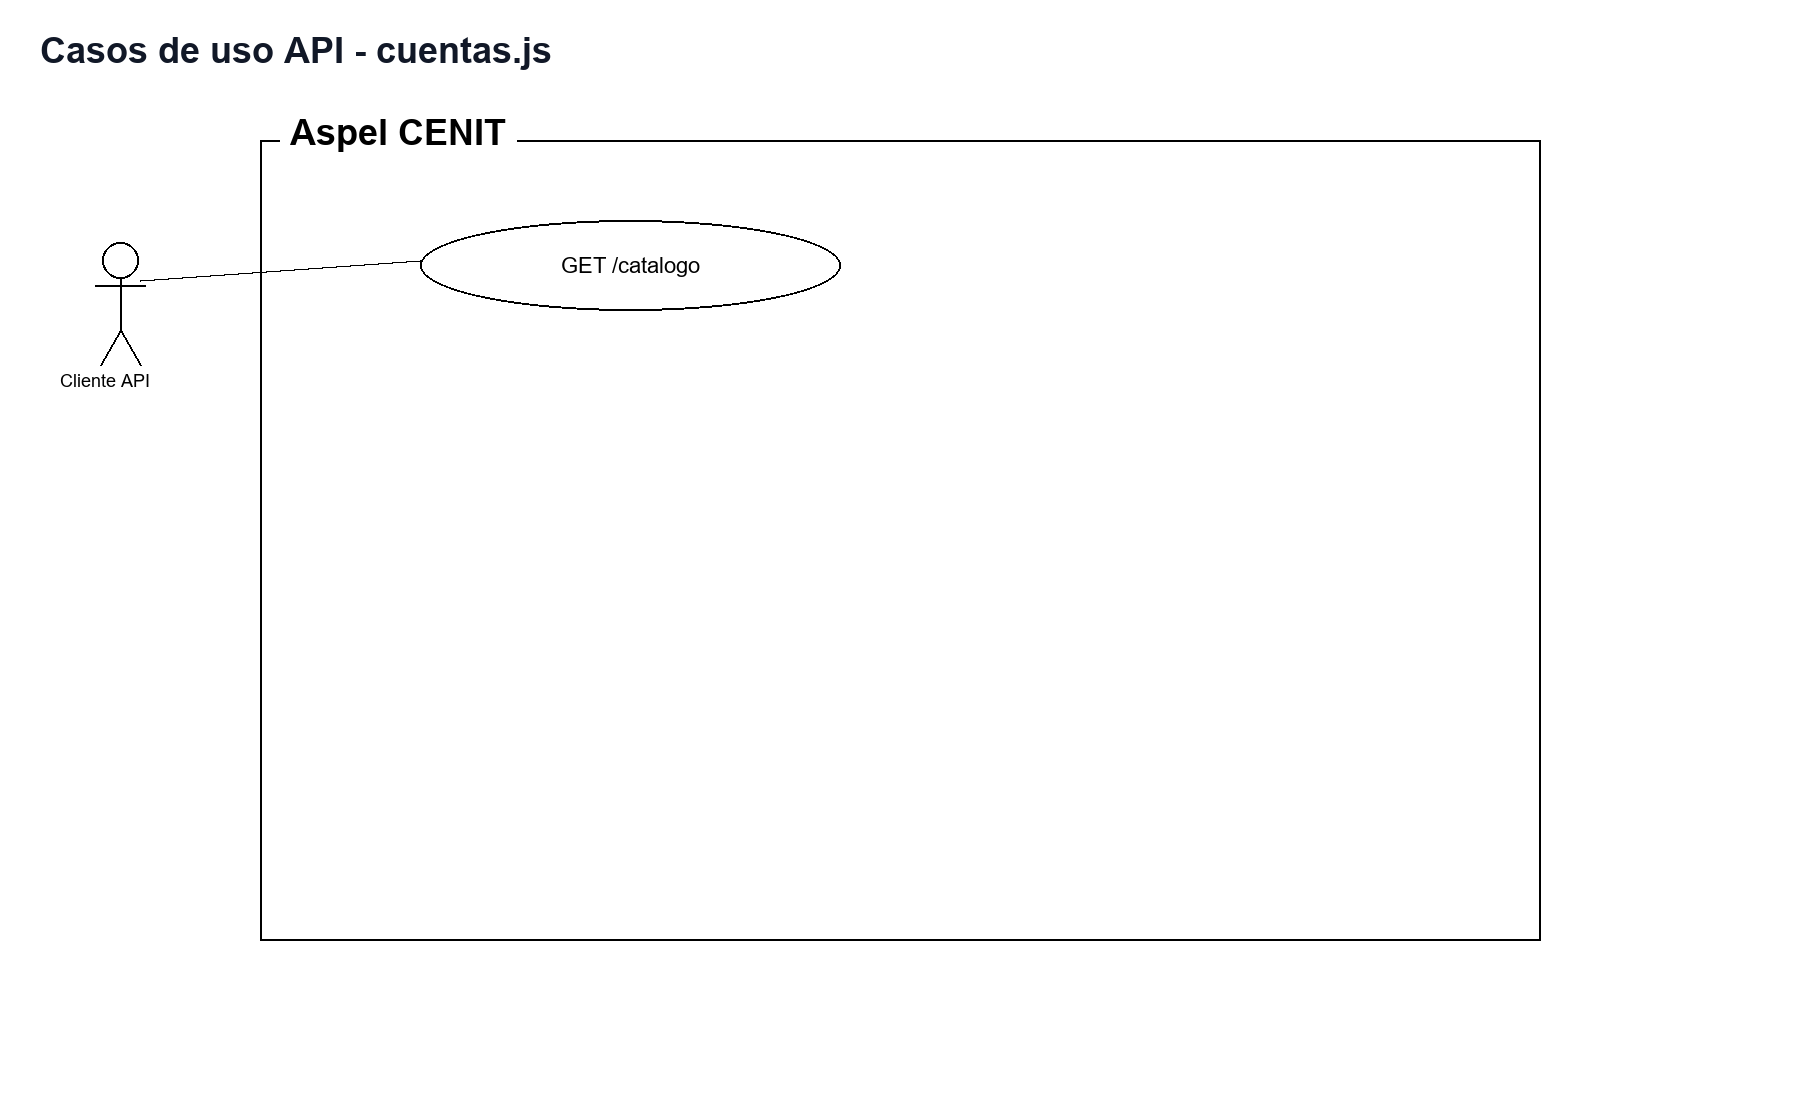 Casos de uso API - cuentas.js
Aspel CENIT
GET /catalogo
Cliente API